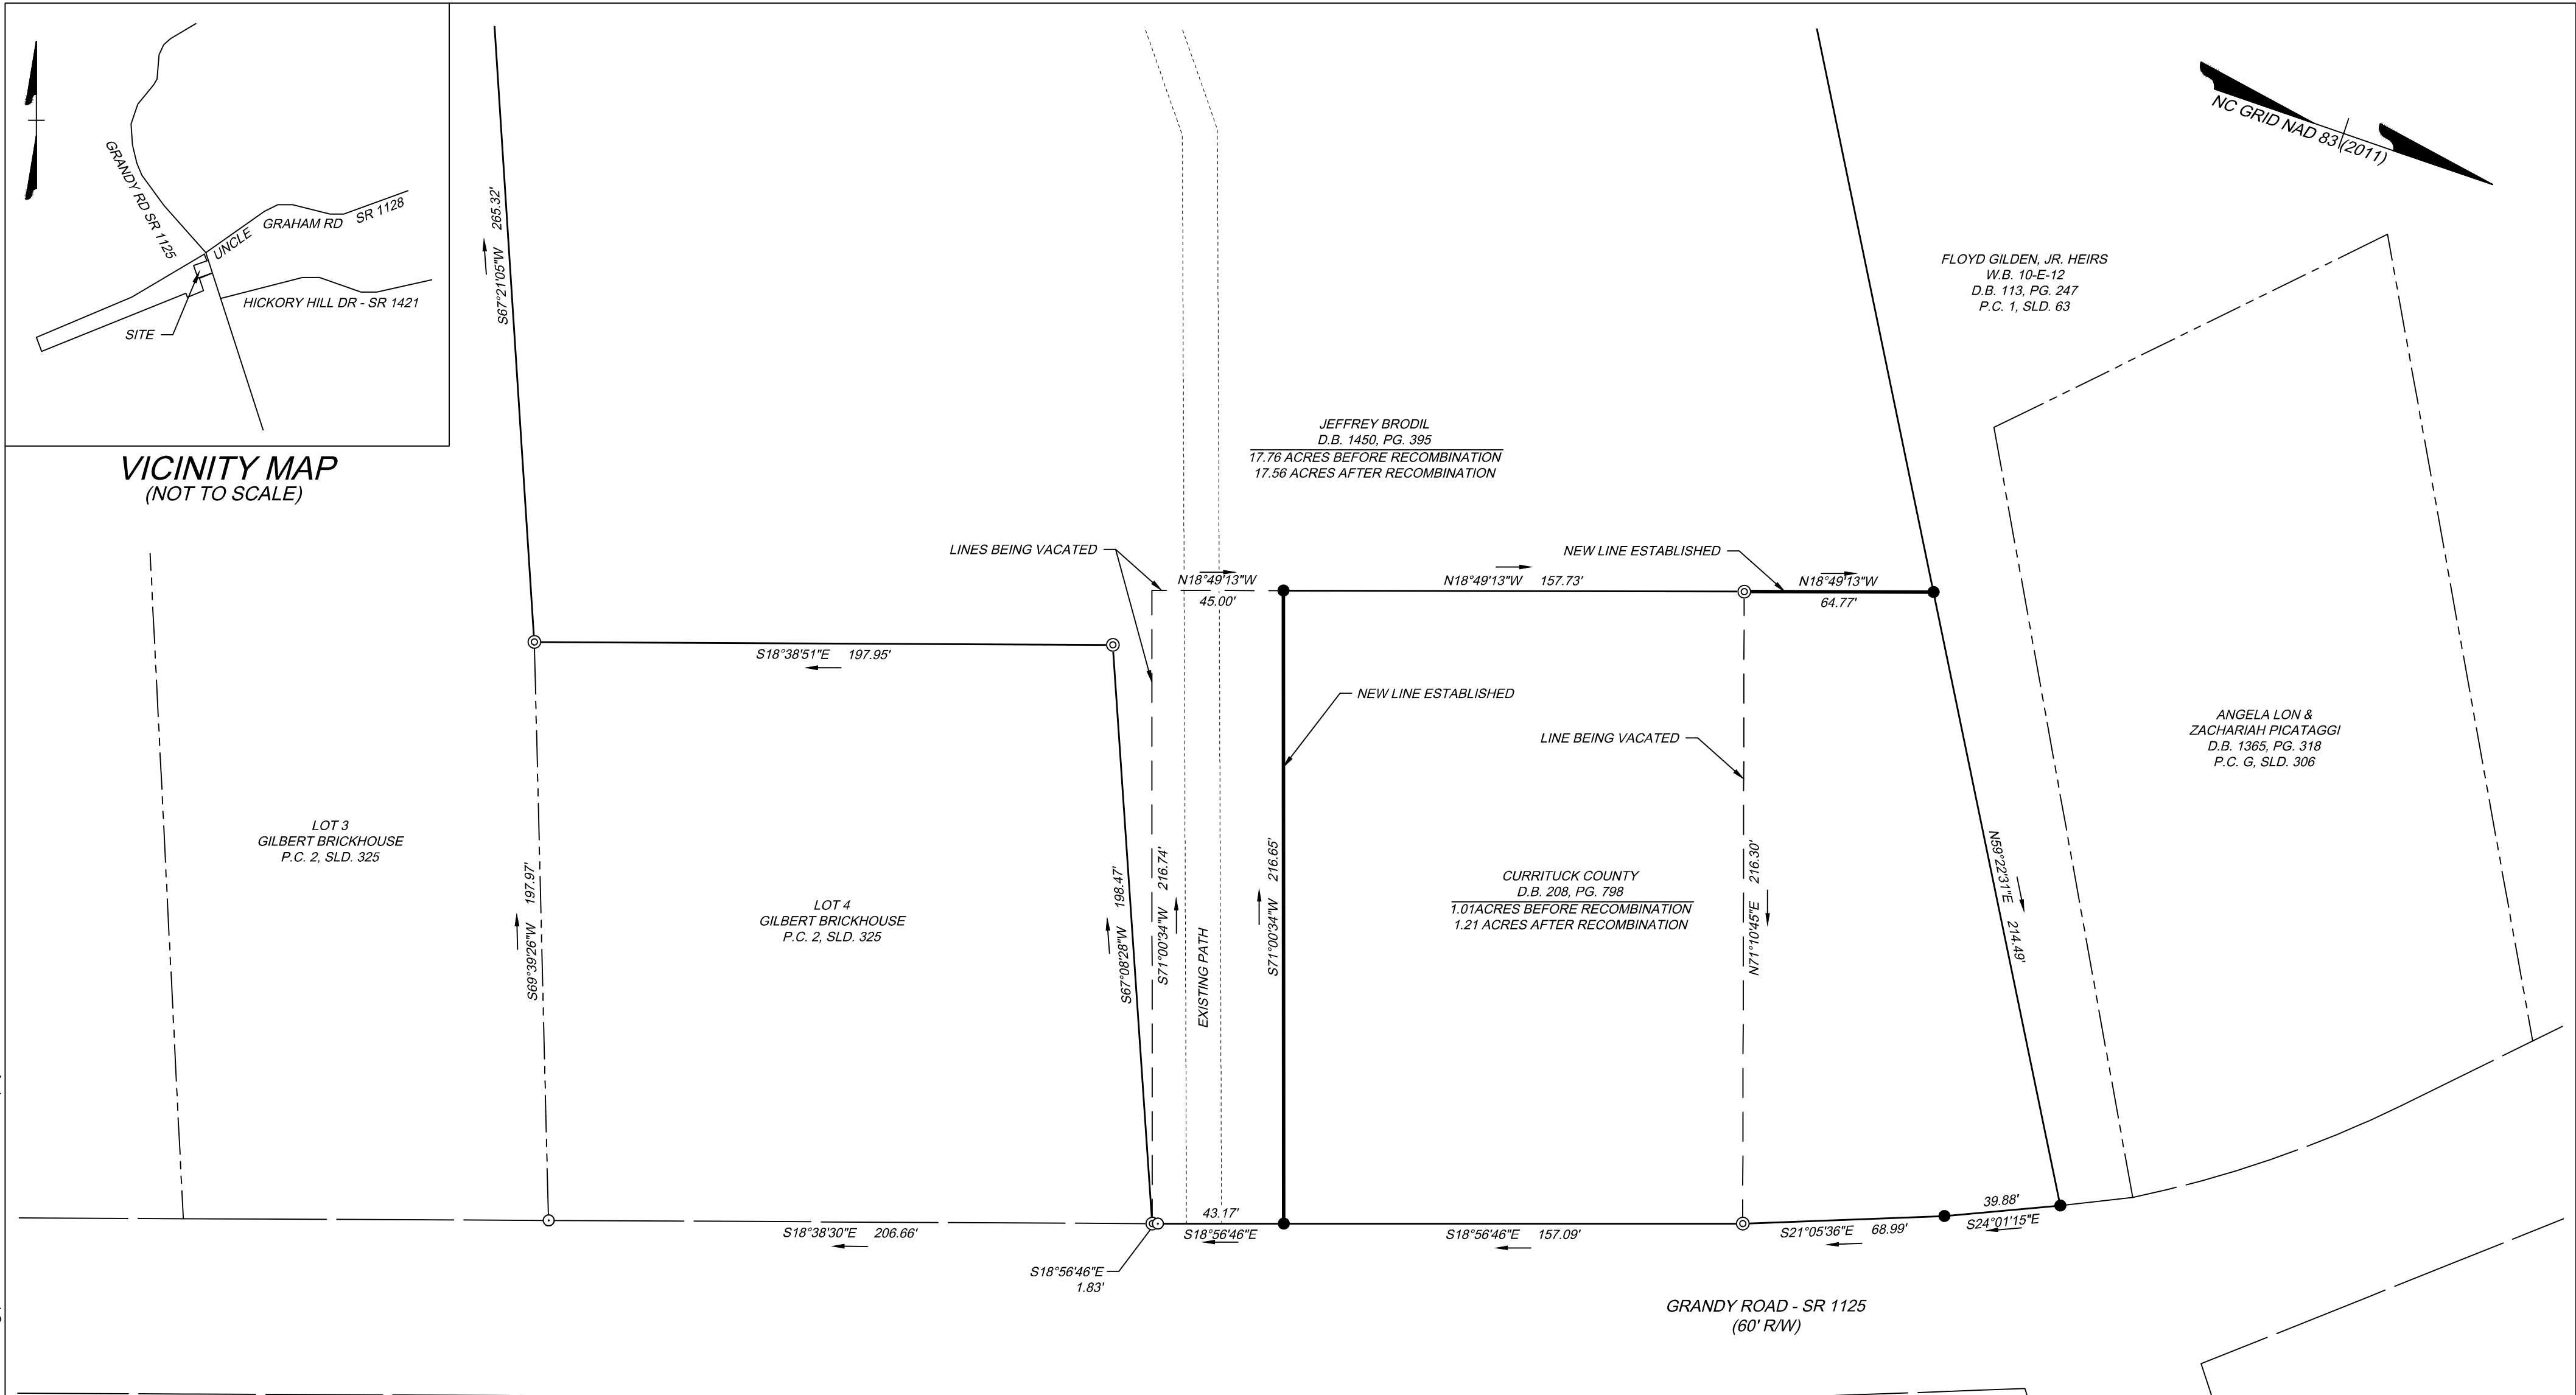 GRANDY RD SR 1125
UNCLE
GRAHAM RD
SR 1128
HICKORY HILL DR - SR 1421
SITE
VICINITY MAP
(NOT TO SCALE)
NC GRID NAD 83 (2011)
S67°21'05"W 265.32'
FLOYD GILDEN, JR. HEIRS
W.B. 10-E-12
D.B. 113, PG. 247
P.C. 1, SLD. 63
JEFFREY BRODIL
D.B. 1450, PG. 395
17.76 ACRES BEFORE RECOMBINATION
17.56 ACRES AFTER RECOMBINATION
LINES BEING VACATED
NEW LINE ESTABLISHED
N18°49'13"W
45.00'
N18°49'13"W 157.73'
N18°49'13"W
64.77'
S18°38'51"E 197.95'
NEW LINE ESTABLISHED
LINE BEING VACATED
ANGELA LON &
ZACHARIAH PICATAGGI
D.B. 1365, PG. 318
P.C. G, SLD. 306
LOT 3
GILBERT BRICKHOUSE
P.C. 2, SLD. 325
S69°39'26"W 197.97'
LOT 4
GILBERT BRICKHOUSE
P.C. 2, SLD. 325
S67°08'28"W 198.47'
S71°00'34"W 216.74'
EXISTING PATH
S71°00'34"W 216.65'
CURRITUCK COUNTY
D.B. 208, PG. 798
1.01ACRES BEFORE RECOMBINATION
1.21 ACRES AFTER RECOMBINATION
N71°10'45"E 216.30'
N59°22'31"E 214.49'
S18°38'30"E 206.66'
43.17'
S18°56'46"E
S18°56'46"E 157.09'
S21°05'36"E 68.99'
39.88'
S24°01'15"E
S18°56'46"E
1.83'
GRANDY ROAD - SR 1125
(60' R/W)